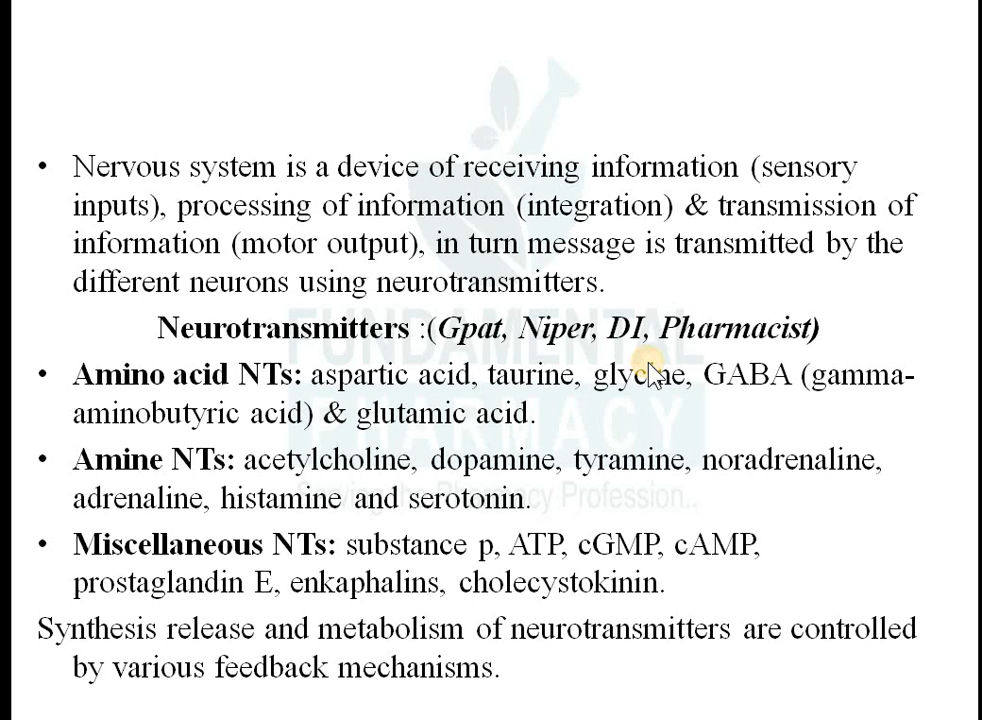 • Nervous system is a device of receiving information (sensory
inputs), processing of information (integration) & transmission of
information (motor output), in turn message is transmitted by the
different neurons using neurotransmitters.
Neurotransmitters :(Gpat, Niper, DI, Pharmacist)
• Amino acid NTs: aspartic acid, taurine, glycine, GABA (gamma-
aminobutyric acid) & glutamic acid.
• Amine NTs: acetylcholine, dopamine, tyramine, noradrenaline,
adrenaline, histamine and serotonin.
• Miscellaneous NTs: substance p, ATP, cGMP, cAMP,
prostaglandin E, enkaphalins, cholecystokinin.
Synthesis release and metabolism of neurotransmitters are controlled
by various feedback mechanisms.
FUNDAMENTAL
PHARMACY
Serving the Pharmacy Profession..